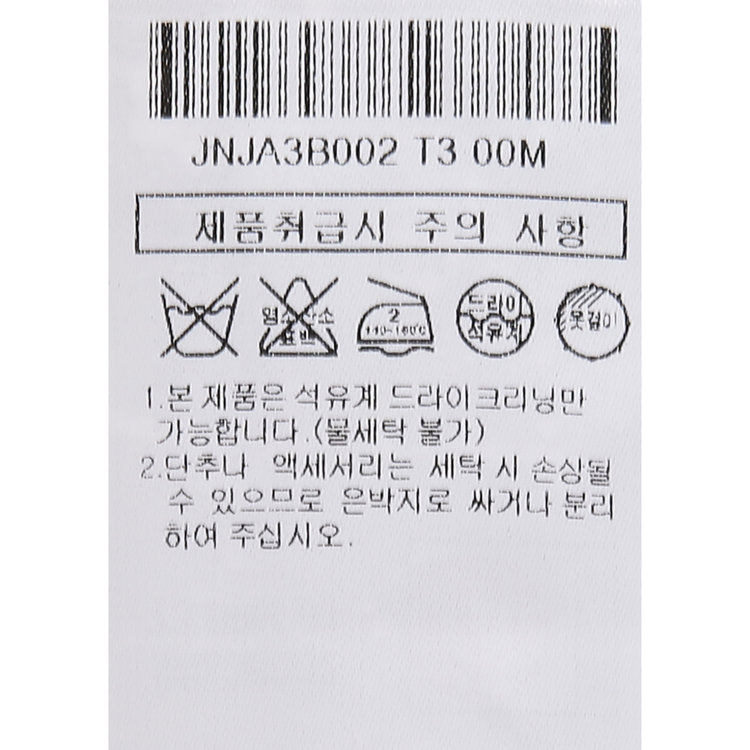 JNJA3B002 T3 00M
제품취급시 주의 사항
염소산소
표백
2
110~160℃
드라이
석유계
옷걸이
1.본 제품은 석유계 드라이크리닝만
가능합니다.(물세탁 불가)
2.단추나 액세서리는 세탁 시 손상될
수 있으므로 은박지로 싸거나 분리
하여 주십시오.